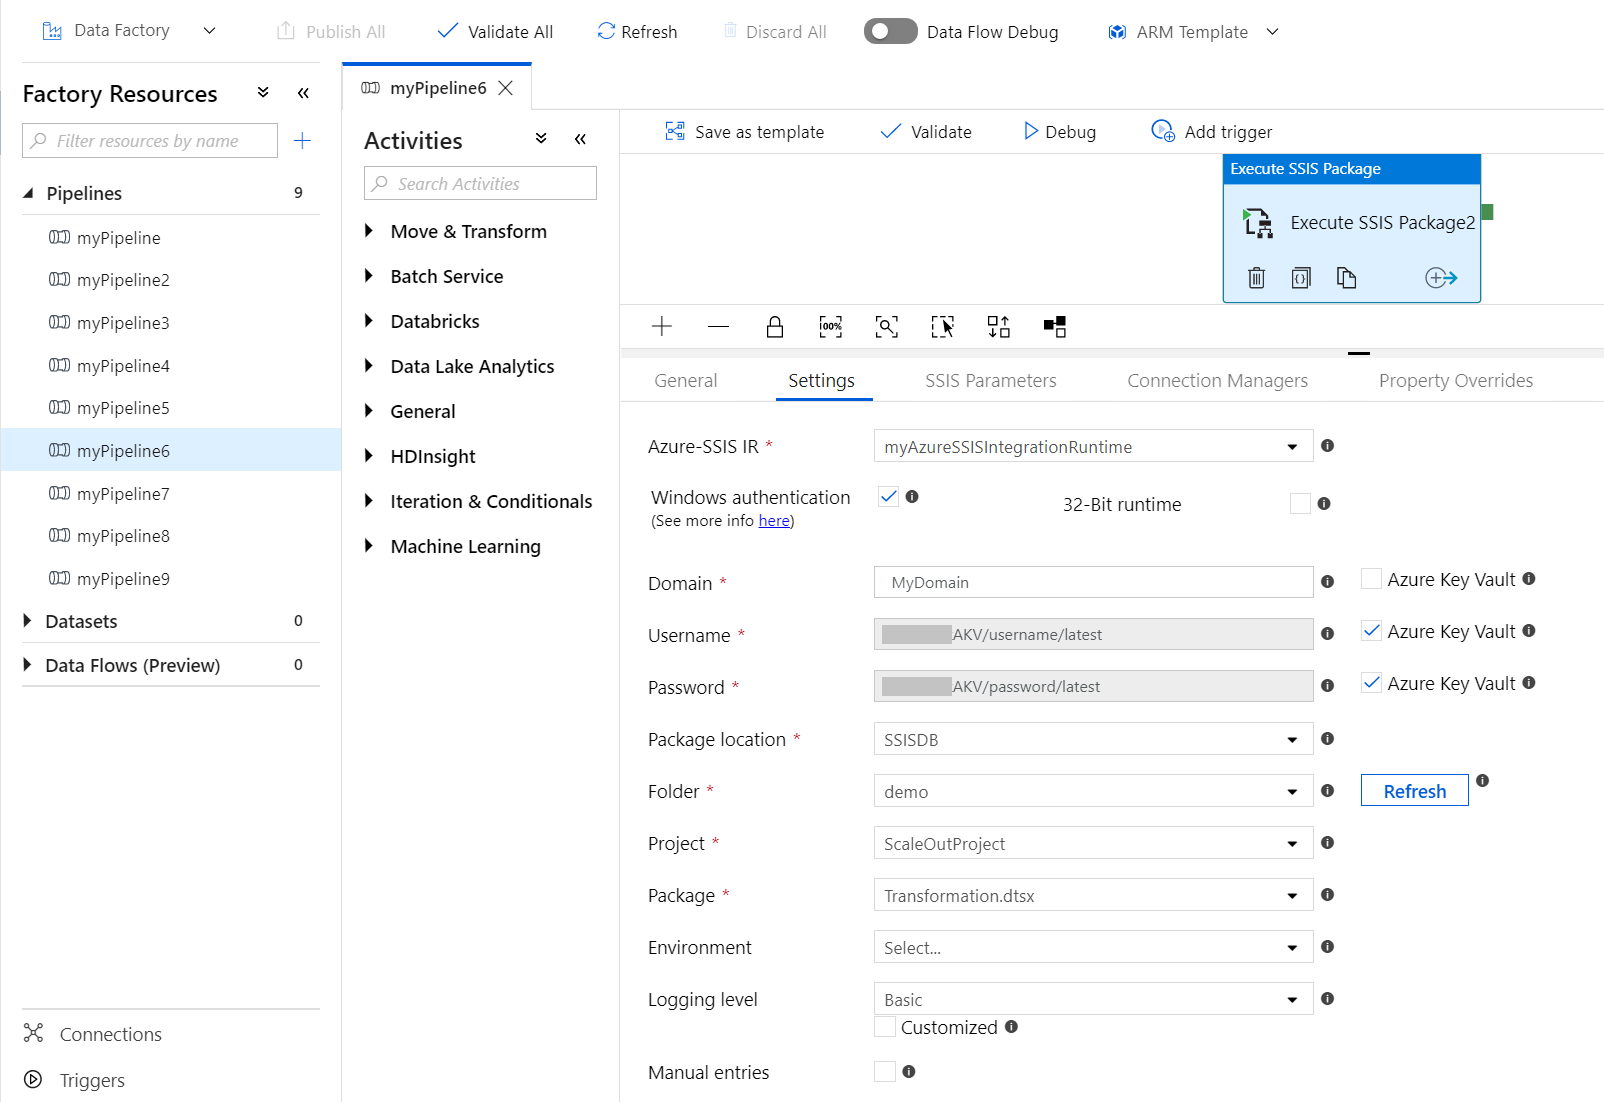 Data Factory
Publish All
Validate All
Refresh
Discard All
Data Flow Debug
ARM Template
Factory Resources
Filter resources by name
Pipelines 9
myPipeline
myPipeline2
myPipeline3
myPipeline4
myPipeline5
myPipeline6
myPipeline7
myPipeline8
myPipeline9
Datasets 0
Data Flows (Preview) 0
Connections
Triggers
myPipeline6
Activities
Search Activities
Move & Transform
Batch Service
Databricks
Data Lake Analytics
General
HDInsight
Iteration & Conditionals
Machine Learning
Save as template
Validate
Debug
Add trigger
Execute SSIS Package
Execute SSIS Package2
100%
General
Settings
SSIS Parameters
Connection Managers
Property Overrides
Azure-SSIS IR * myAzureSSISIntegrationRuntime
Windows authentication
(See more info here)
32-Bit runtime
Domain * MyDomain Azure Key Vault
Username * AKV/username/latest Azure Key Vault
Password * AKV/password/latest Azure Key Vault
Package location * SSISDB
Folder * demo Refresh
Project * ScaleOutProject
Package * Transformation.dtsx
Environment Select...
Logging level Basic
Customized
Manual entries